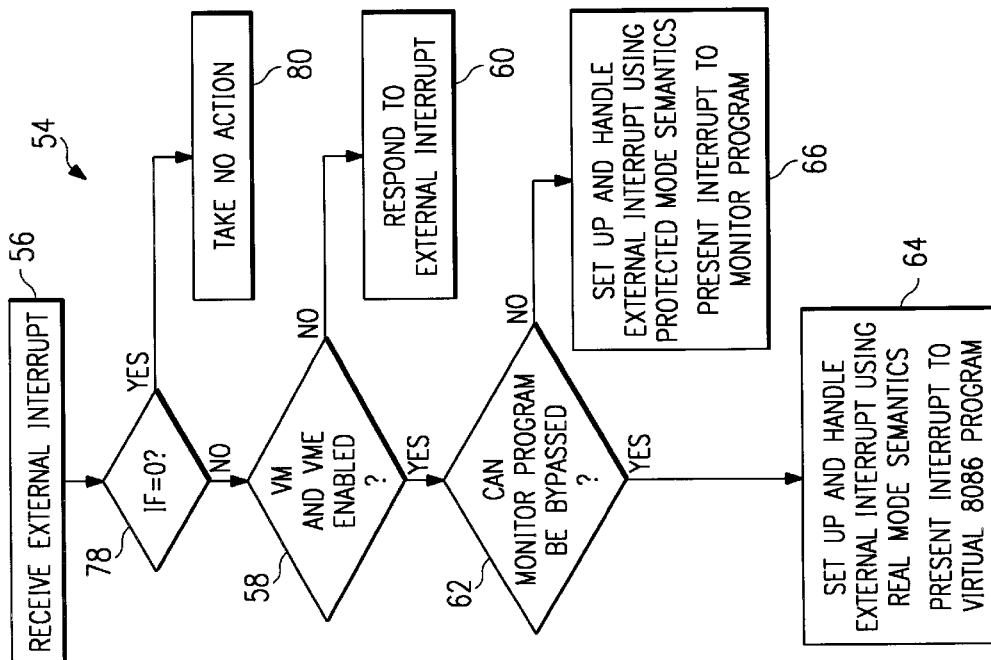 54
56
RECEIVE EXTERNAL INTERRUPT
78
IF=0?
YES
TAKE NO ACTION
80
NO
58
VM
AND VME
ENABLED
?
NO
RESPOND TO
EXTERNAL INTERRUPT
60
YES
62
CAN
MONITOR PROGRAM
BE BYPASSED
?
NO
SET UP AND HANDLE
EXTERNAL INTERRUPT USING
PROTECTED MODE SEMANTICS
PRESENT INTERRUPT TO
MONITOR PROGRAM
66
YES
64
SET UP AND HANDLE
EXTERNAL INTERRUPT USING
REAL MODE SEMANTICS
PRESENT INTERRUPT TO
VIRTUAL 8086 PROGRAM